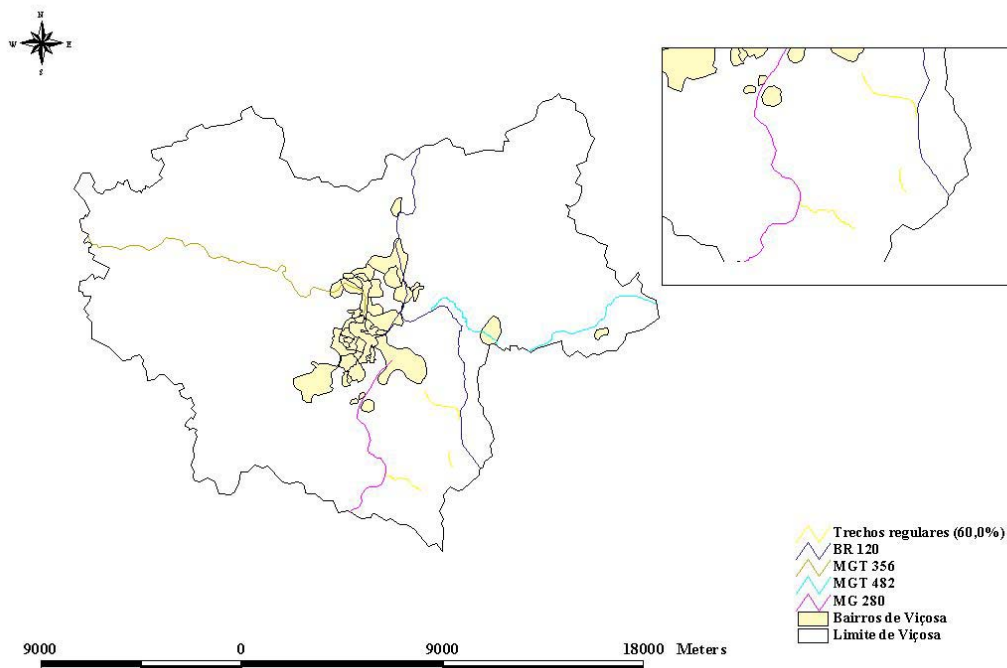 N
W E
S
Trechos regulares (60,0%)
BR 120
MGT 356
MGT 482
MG 280
Bairros de Viçosa
Limite de Viçosa
9000 0 9000 18000 Meters